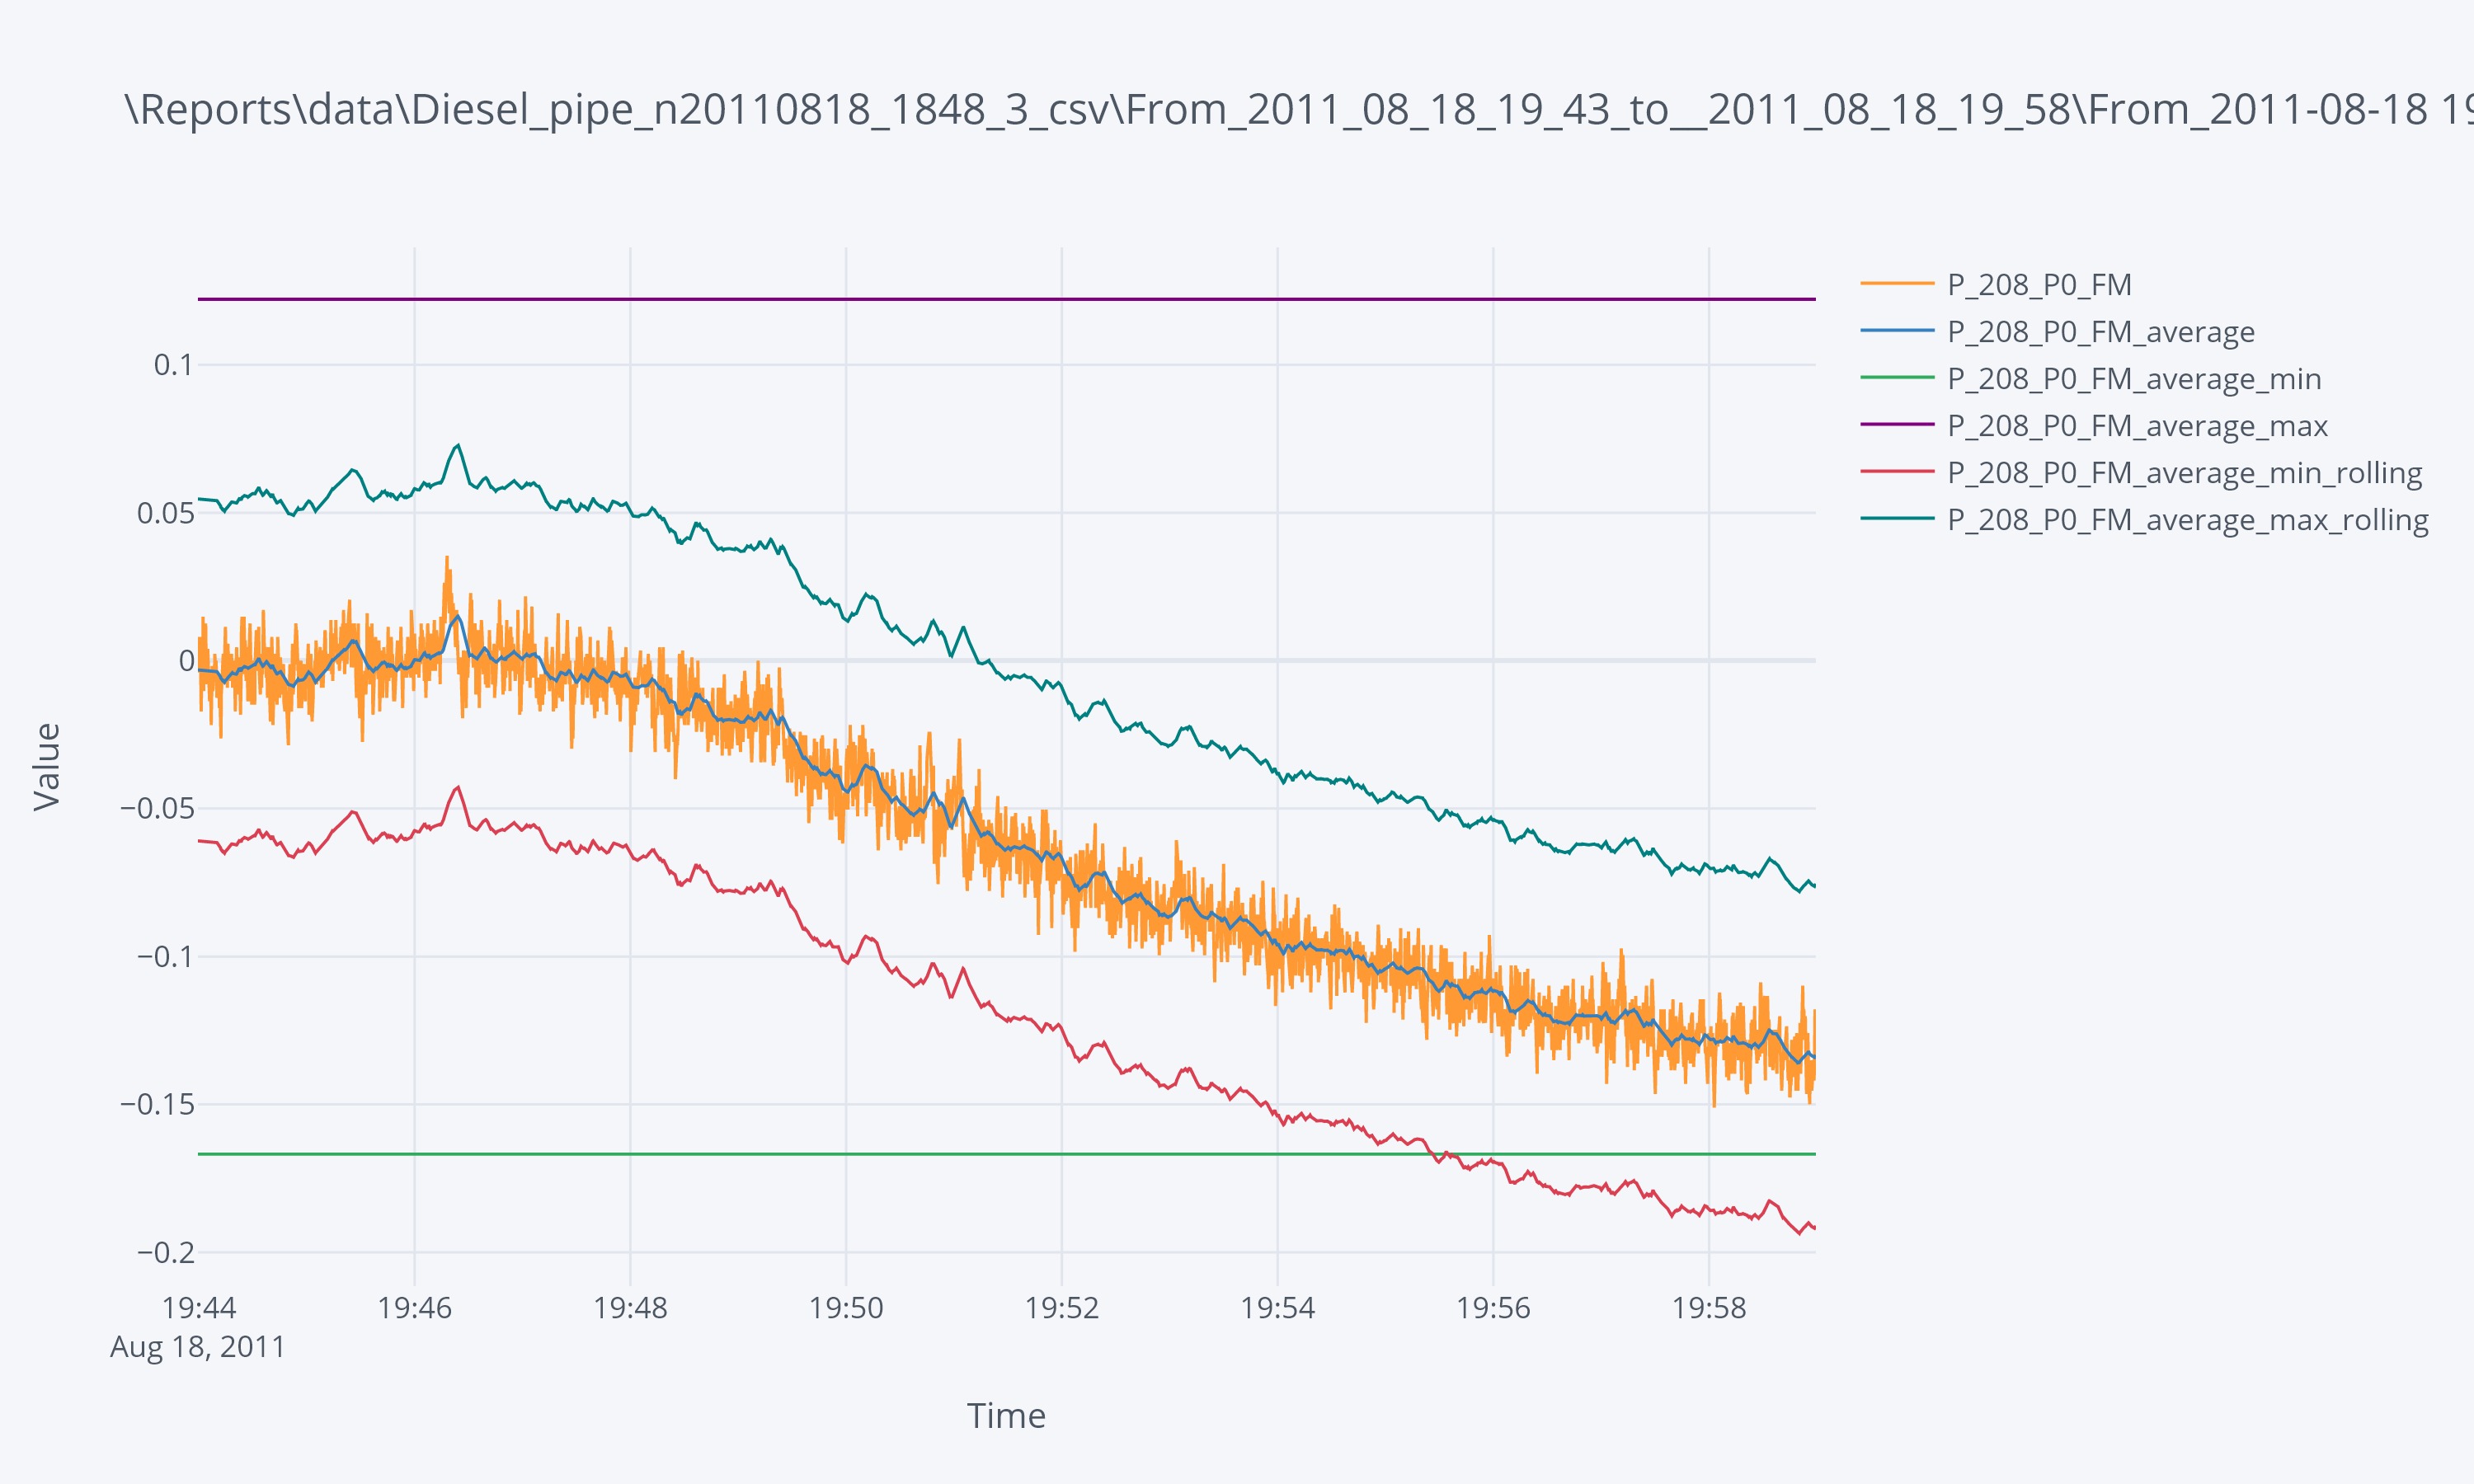 \Reports\data\Diesel_pipe_n20110818_1848_3_csv\From_2011_08_18_19_43_to__2011_08_18_19_58\From_2011-08-18 19
P_208_P0_FM
P_208_P0_FM_average
P_208_P0_FM_average_min
P_208_P0_FM_average_max
P_208_P0_FM_average_min_rolling
P_208_P0_FM_average_max_rolling
0.1
0.05
0
−0.05
−0.1
−0.15
−0.2
Value
19:44 19:46 19:48 19:50 19:52 19:54 19:56 19:58
Aug 18, 2011
Time